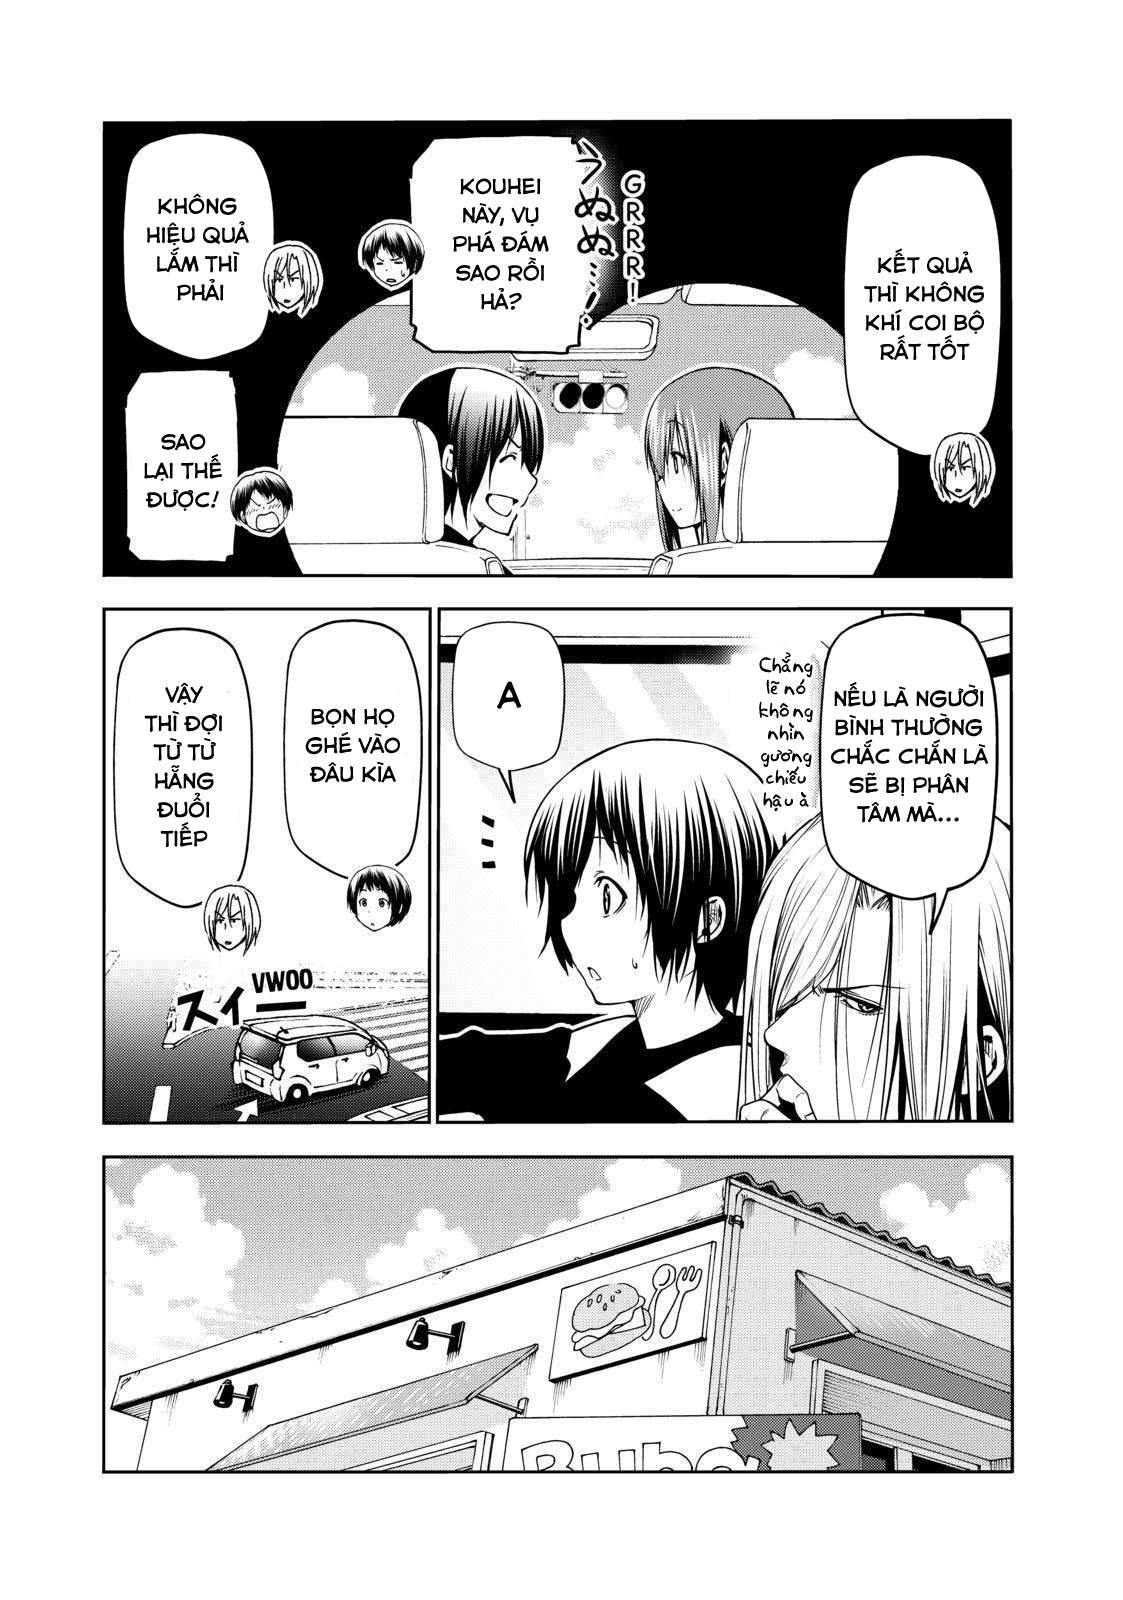 KẾT QUẢ
THÌ KHÔNG
KHÍ COI BỘ
RẤT TỐT
GRRR!
うぬぬ…!
KOUHEI
NÀY, VỤ
PHÁ ĐÁM
SAO RỒI
HẢ?
KHÔNG
HIỆU QUẢ
LẮM THÌ
PHẢI
SAO
LẠI THẾ
ĐƯỢC!
NẾU LÀ NGƯỜI
BÌNH THƯỜNG
CHẮC CHẮN LÀ
SẼ BỊ PHÂN
TÂM MÀ...
Chẳng
lẽ nó
không
nhìn
gương
chiếu
hậu à
A
BỌN HỌ
GHÉ VÀO
ĐÂU KÌA
VẬY
THÌ ĐỢI
TỪ TỪ
HẴNG
ĐUỔI
TIẾP
VWOO
スィー